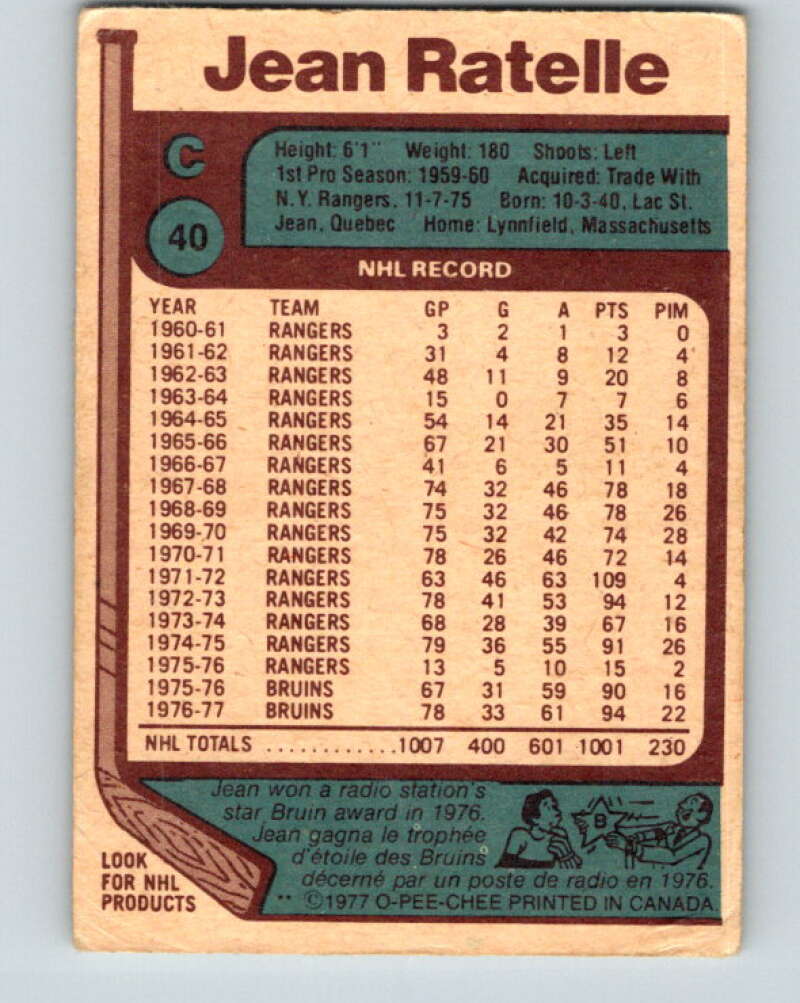 Jean Ratelle
C
40
Height: 6'1" Weight: 180 Shoots: Left
1st Pro Season: 1959-60 Acquired: Trade With
N.Y. Rangers, 11-7-75 Born: 10-3-40, Lac St.
Jean, Quebec Home: Lynnfield, Massachusetts
NHL RECORD
YEAR TEAM GP G A PTS PIM
1960-61 RANGERS 3 2 1 3 0
1961-62 RANGERS 31 4 8 12 4
1962-63 RANGERS 48 11 9 20 8
1963-64 RANGERS 15 0 7 7 6
1964-65 RANGERS 54 14 21 35 14
1965-66 RANGERS 67 21 30 51 10
1966-67 RANGERS 41 6 5 11 4
1967-68 RANGERS 74 32 46 78 18
1968-69 RANGERS 75 32 46 78 26
1969-70 RANGERS 75 32 42 74 28
1970-71 RANGERS 78 26 46 72 14
1971-72 RANGERS 63 46 63 109 4
1972-73 RANGERS 78 41 53 94 12
1973-74 RANGERS 68 28 39 67 16
1974-75 RANGERS 79 36 55 91 26
1975-76 RANGERS 13 5 10 15 2
1975-76 BRUINS 67 31 59 90 16
1976-77 BRUINS 78 33 61 94 22
NHL TOTALS ............1007 400 601 1001 230
Jean won a radio station's
star Bruin award in 1976.
Jean gagna le trophée
d'étoile des Bruins
décerné par un poste de radio en 1976.
B
LOOK
FOR NHL
PRODUCTS
** ©1977 O-PEE-CHEE PRINTED IN CANADA.